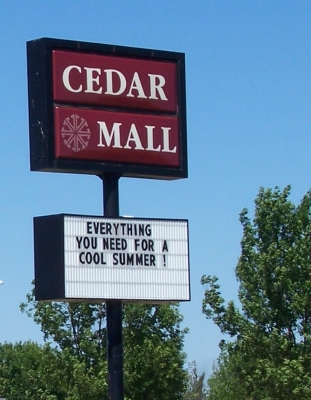 CEDAR
MALL
EVERYTHING
YOU NEED FOR A
COOL SUMMER !